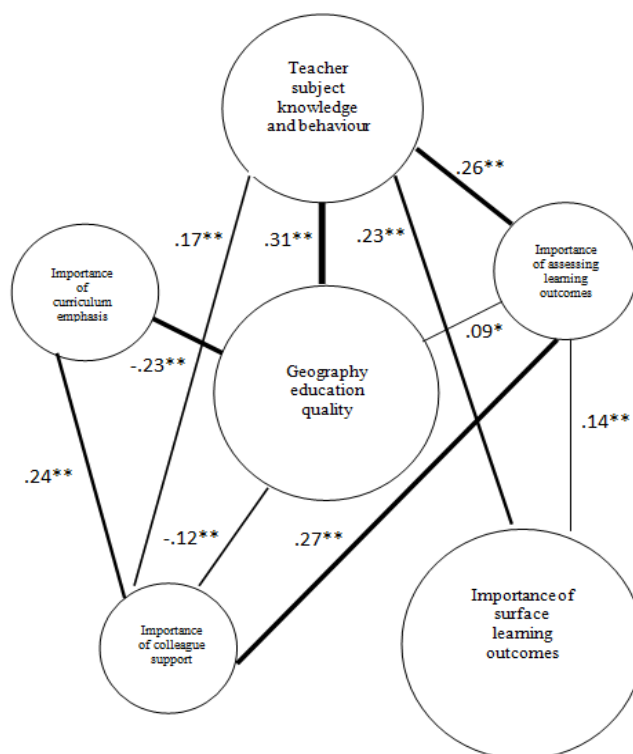 Teacher
subject
knowledge
and behaviour
.26**
.17**
.31**
.23**
Importance
of assessing
learning
outcomes
Importance
of
curriculum
emphasis
.09*
-.23**
Geography
education
quality
.14**
.24**
-.12**
.27**
Importance
of colleague
support
Importance of
surface
learning
outcomes